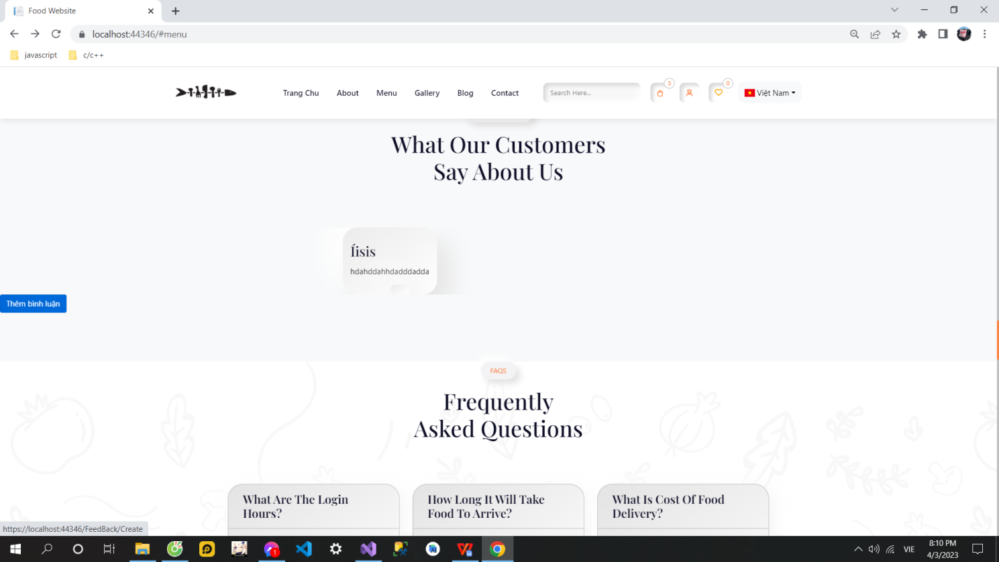 Food Website
localhost:44346/#menu
javascript
c/c++
Trang Chu
About
Menu
Gallery
Blog
Contact
Search Here...
3
0
Việt Nam
What Our Customers
Say About Us
Íisis
hdahddahhdadddadda
Thêm bình luận
FAQS
Frequently
Asked Questions
What Are The Login
Hours?
How Long It Will Take
Food To Arrive?
What Is Cost Of Food
Delivery?
https://localhost:44346/FeedBack/Create
1
VIE
8:10 PM
4/3/2023